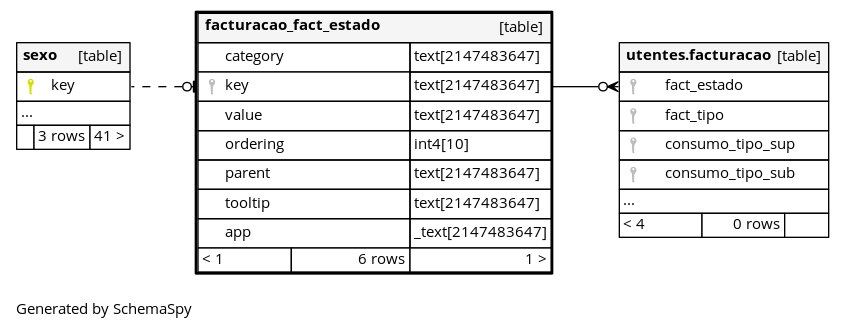 sexo [table]
key
...
3 rows 41 >
facturacao_fact_estado [table]
category text[2147483647]
key text[2147483647]
value text[2147483647]
ordering int4[10]
parent text[2147483647]
tooltip text[2147483647]
app _text[2147483647]
< 1 6 rows 1 >
utentes.facturacao [table]
fact_estado
fact_tipo
consumo_tipo_sup
consumo_tipo_sub
...
< 4 0 rows
Generated by SchemaSpy